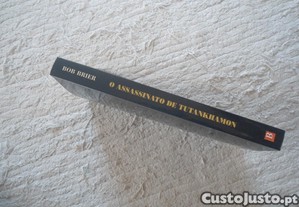 BOB BRIER O ASSASSINATO DE TUTANKHAMON
CustoJusto.pt